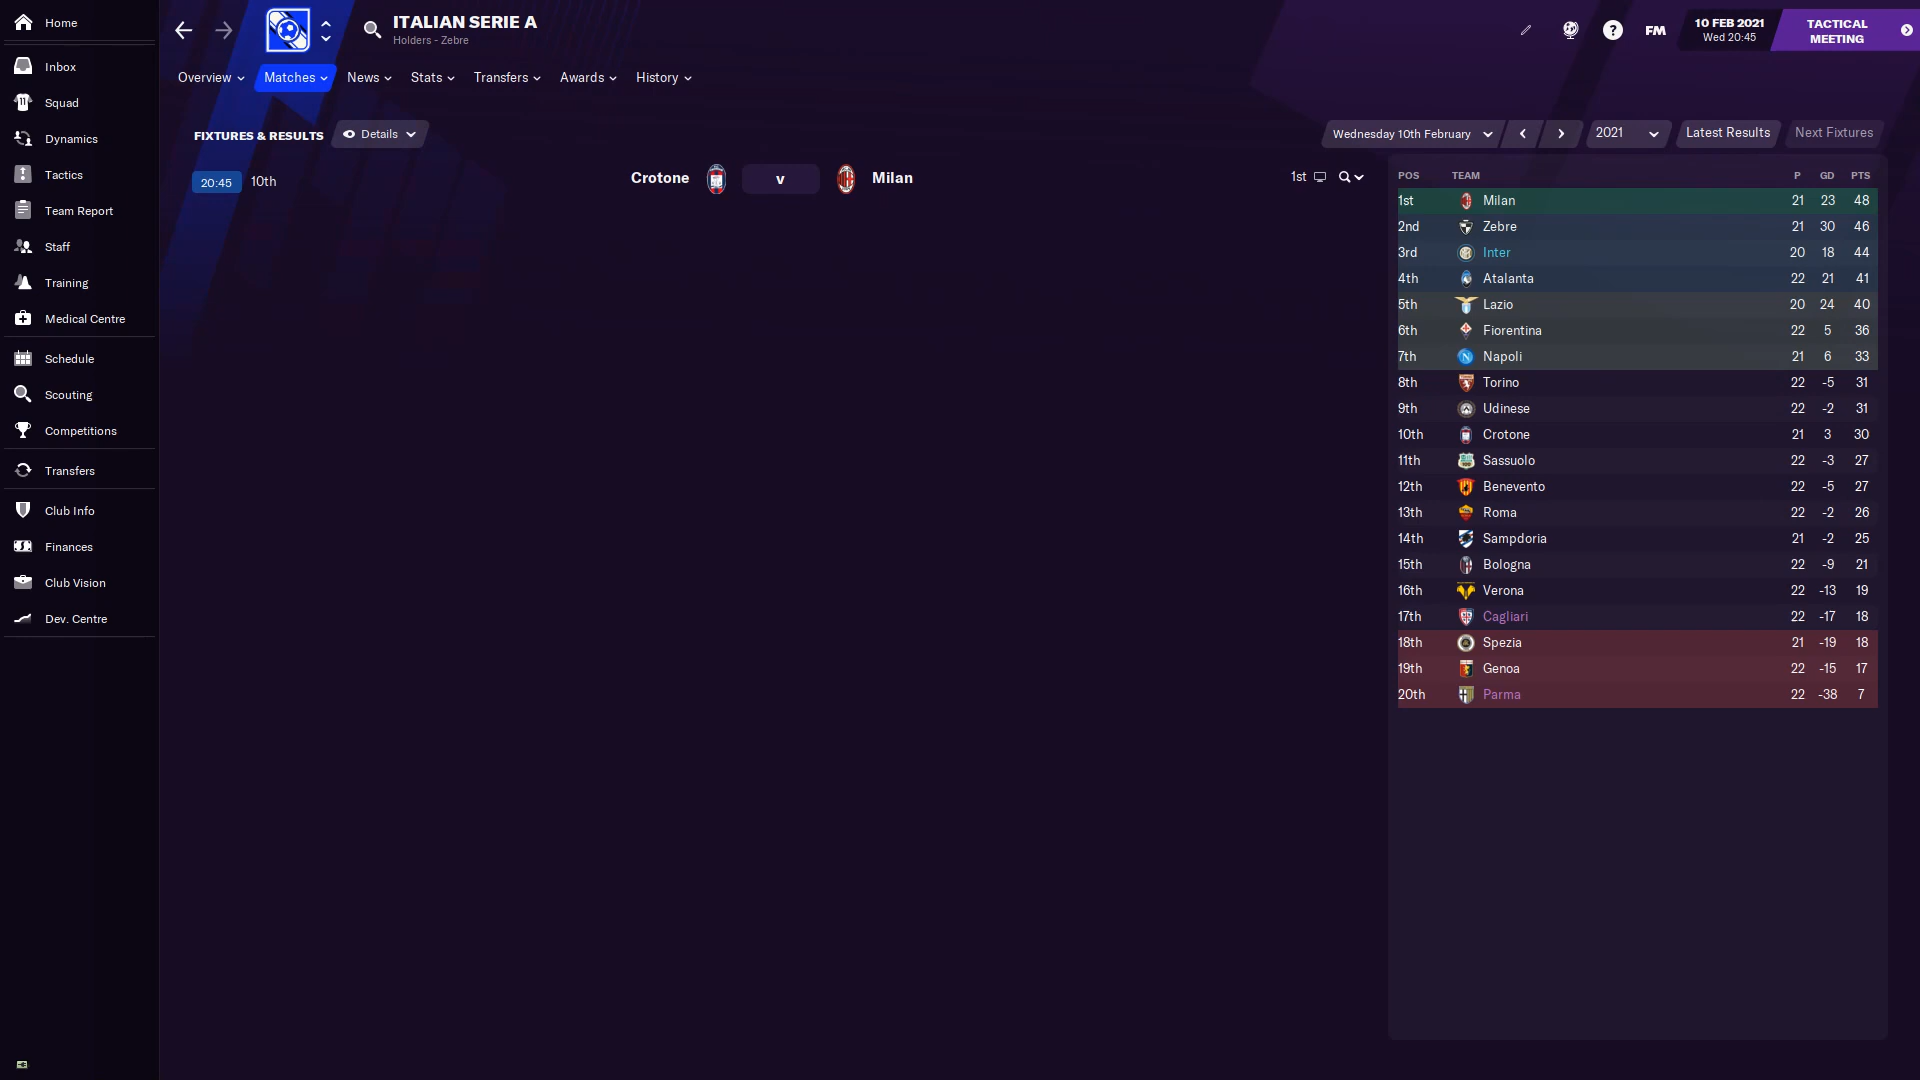 Home
Inbox
Squad
Dynamics
Tactics
Team Report
Staff
Training
Medical Centre
Schedule
Scouting
Competitions
Transfers
Club Info
Finances
Club Vision
Dev. Centre
ITALIAN SERIE A
Holders - Zebre
FM
10 FEB 2021
Wed 20:45
TACTICAL MEETING
Overview Matches News Stats Transfers Awards History
FIXTURES & RESULTS Details
Wednesday 10th February 2021 Latest Results Next Fixtures
20:45 10th Crotone v Milan 1st
POS TEAM P GD PTS
1st Milan 21 23 48
2nd Zebre 21 30 46
3rd Inter 20 18 44
4th Atalanta 22 21 41
5th Lazio 20 24 40
6th Fiorentina 22 5 36
7th Napoli 21 6 33
8th Torino 22 -5 31
9th Udinese 22 -2 31
10th Crotone 21 3 30
11th Sassuolo 22 -3 27
12th Benevento 22 -5 27
13th Roma 22 -2 26
14th Sampdoria 21 -2 25
15th Bologna 22 -9 21
16th Verona 22 -13 19
17th Cagliari 22 -17 18
18th Spezia 21 -19 18
19th Genoa 22 -15 17
20th Parma 22 -38 7